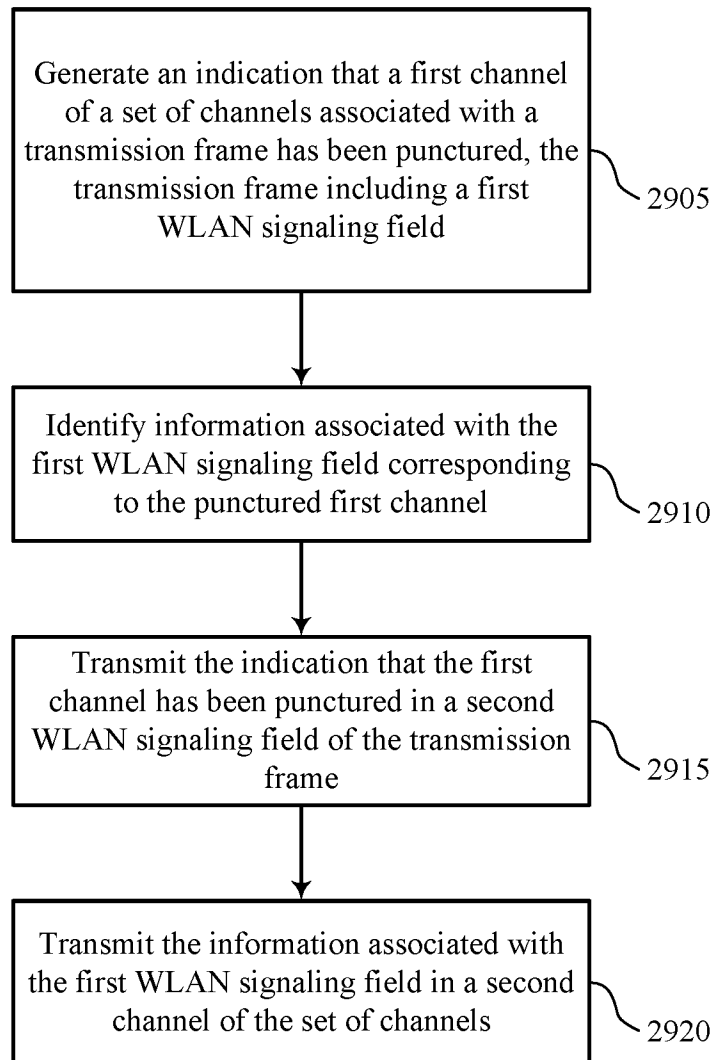 Generate an indication that a first channel
of a set of channels associated with a
transmission frame has been punctured, the
transmission frame including a first
WLAN signaling field
2905
Identify information associated with the
first WLAN signaling field corresponding
to the punctured first channel
2910
Transmit the indication that the first
channel has been punctured in a second
WLAN signaling field of the transmission
frame
2915
Transmit the information associated with
the first WLAN signaling field in a second
channel of the set of channels
2920